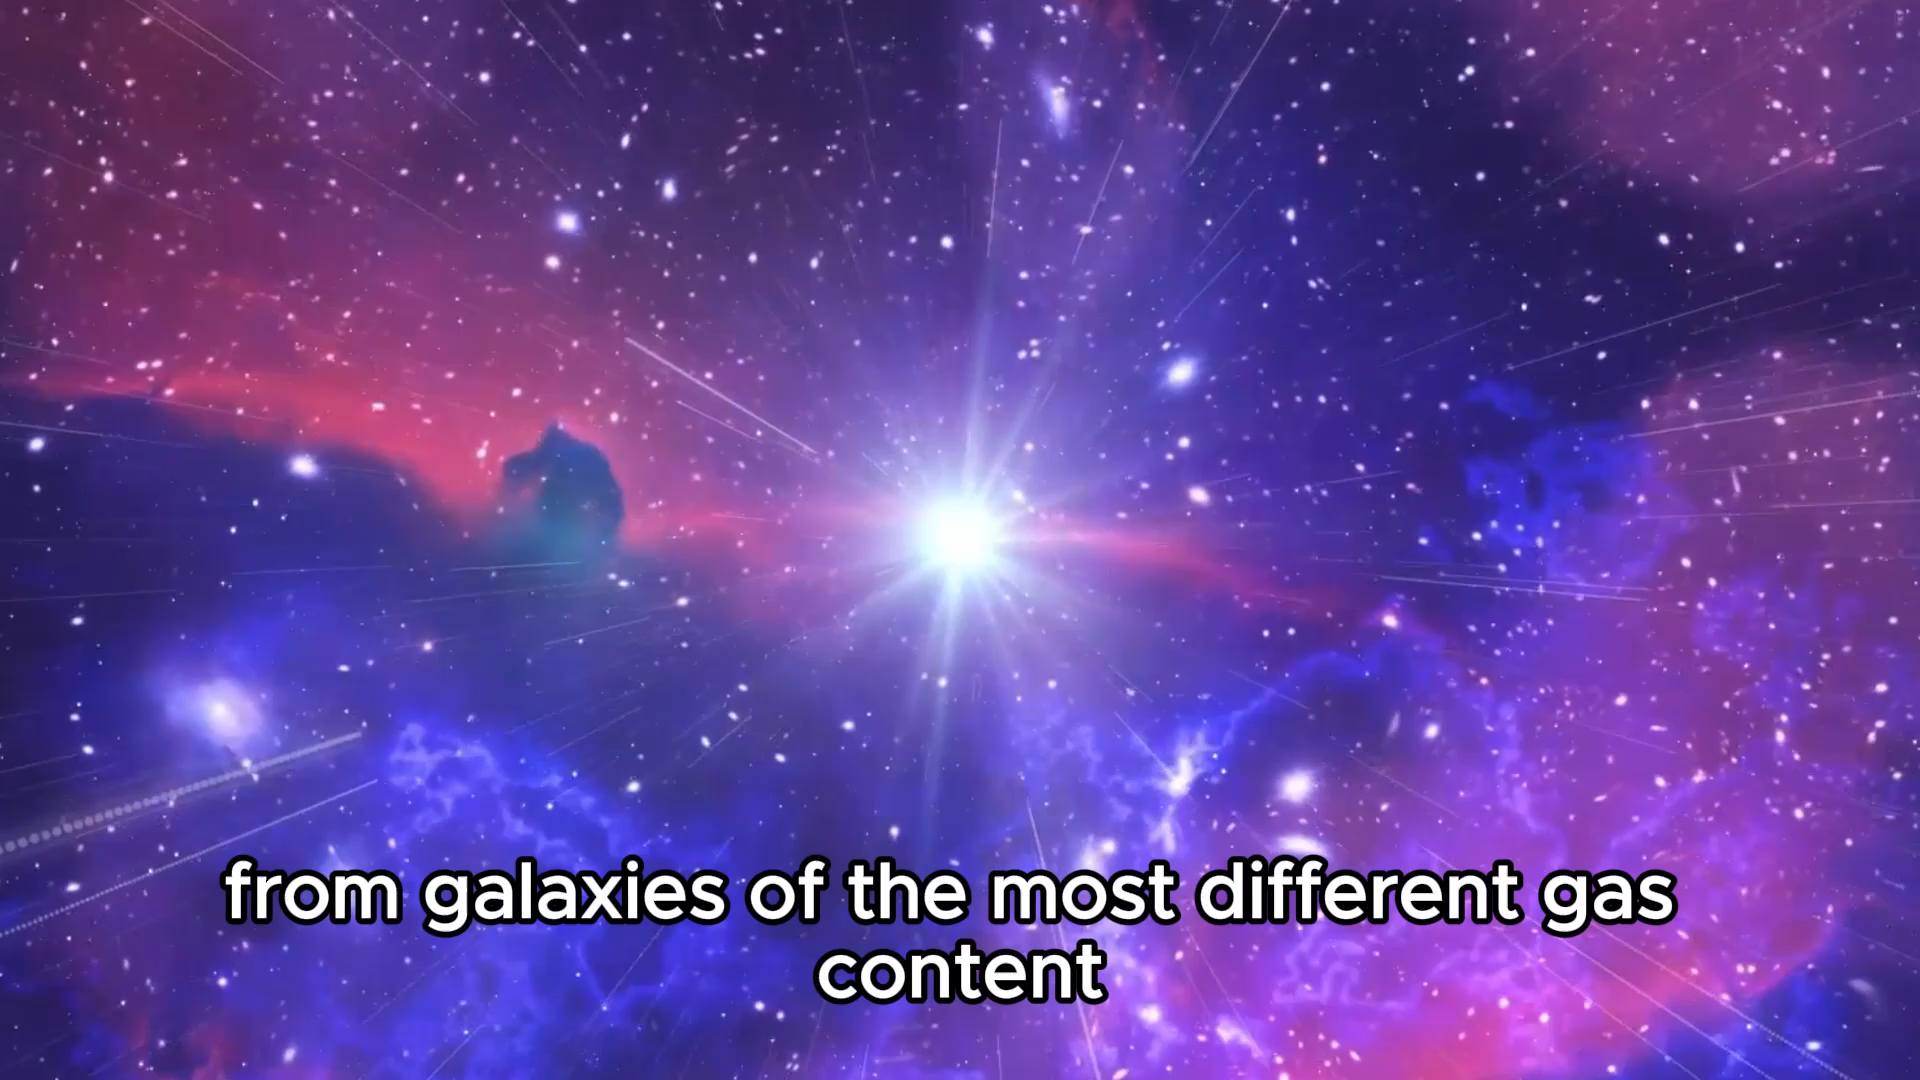 from galaxies of the most different gas
content